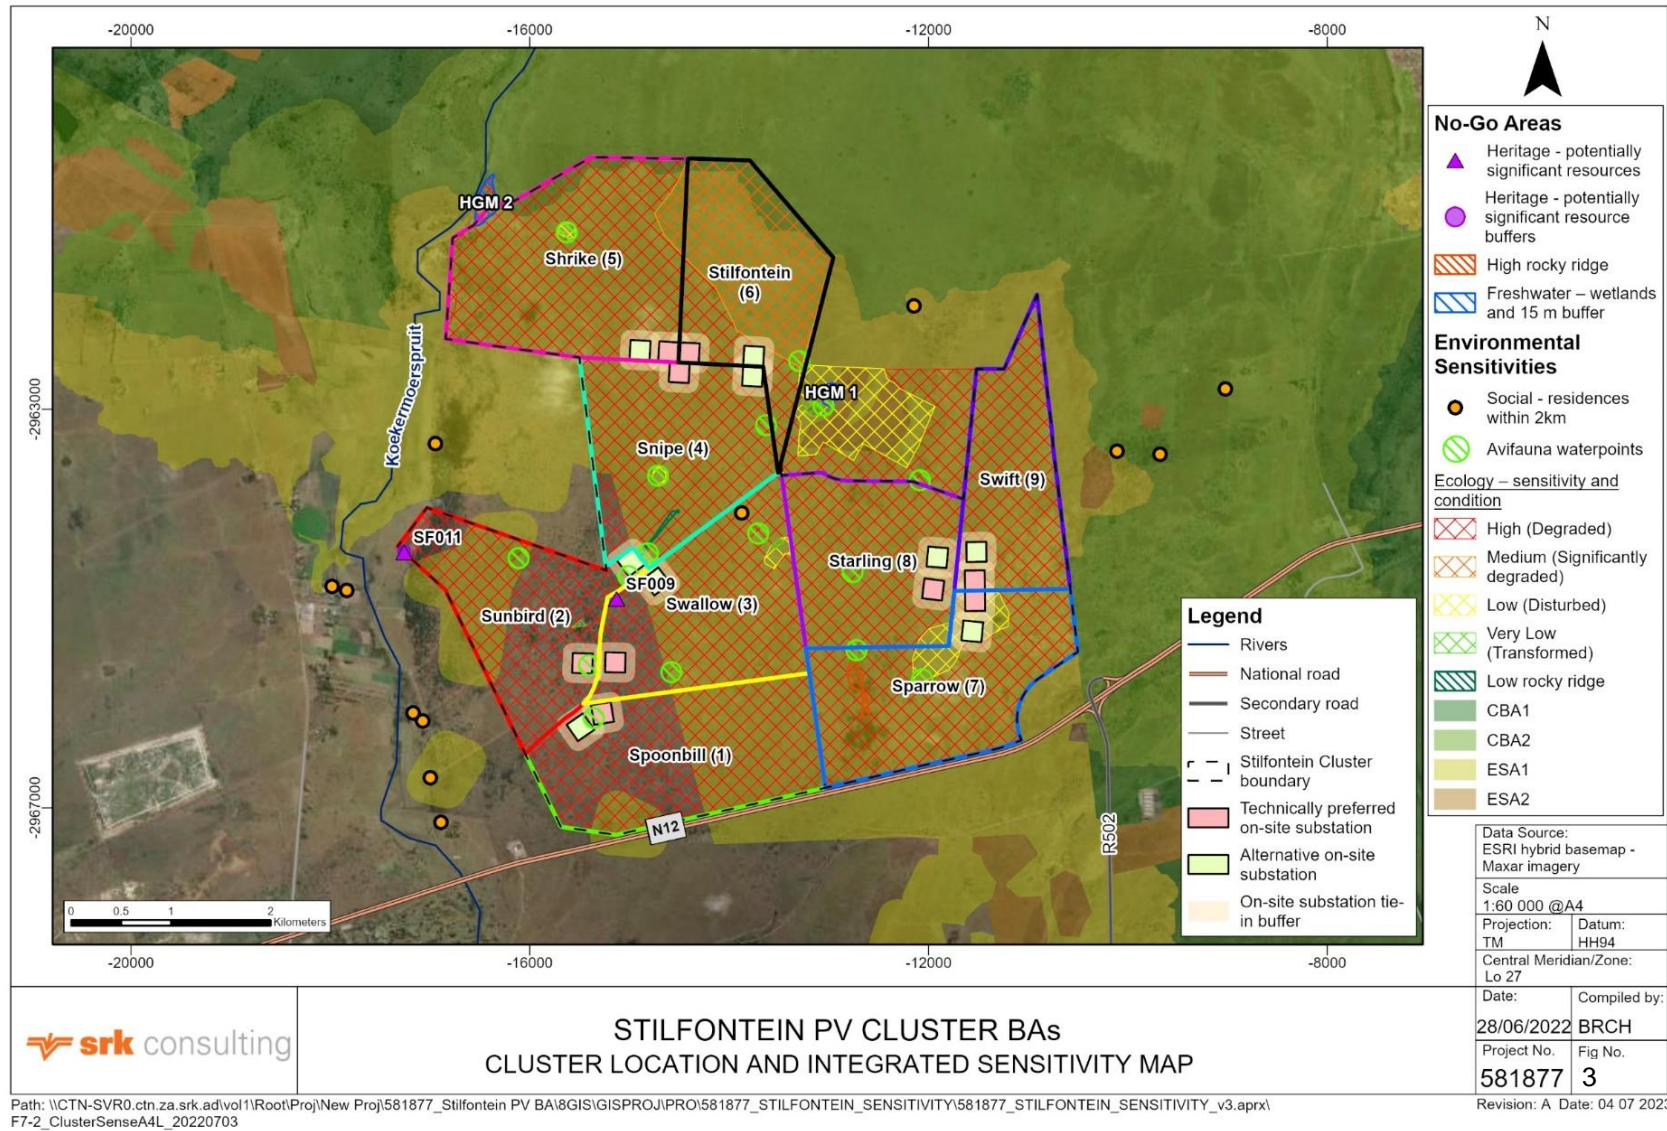 -20000
-16000
-12000
-8000
N
-2963000
-2967000
HGM 2
Shrike (5)
Stilfontein
(6)
HGM 1
Koekermoerspruit
Snipe (4)
Swift (9)
SF011
Starling (8)
SF009
Swallow (3)
Sunbird (2)
Sparrow (7)
Spoonbill (1)
N12
R502
0 0.5 1 2
Kilometers
-20000
-16000
-12000
-8000
Legend
Rivers
National road
Secondary road
Street
Stilfontein Cluster
boundary
Technically preferred
on-site substation
Alternative on-site
substation
On-site substation tie-
in buffer
No-Go Areas
Heritage - potentially
significant resources
Heritage - potentially
significant resource
buffers
High rocky ridge
Freshwater – wetlands
and 15 m buffer
Environmental
Sensitivities
Social - residences
within 2km
Avifauna waterpoints
Ecology – sensitivity and
condition
High (Degraded)
Medium (Significantly
degraded)
Low (Disturbed)
Very Low
(Transformed)
Low rocky ridge
CBA1
CBA2
ESA1
ESA2
Data Source:
ESRI hybrid basemap -
Maxar imagery
Scale
1:60 000 @A4
Projection:
TM
Datum:
HH94
Central Meridian/Zone:
Lo 27
Date:
28/06/2022
Compiled by:
BRCH
Project No.
581877
Fig No.
3
srk consulting
STILFONTEIN PV CLUSTER BAs
CLUSTER LOCATION AND INTEGRATED SENSITIVITY MAP
Path: \\CTN-SVR0.ctn.za.srk.ad\vol1\Root\Proj\New Proj\581877_Stilfontein PV BA\8GIS\GISPROJ\PRO\581877_STILFONTEIN_SENSITIVITY\581877_STILFONTEIN_SENSITIVITY_v3.aprx\
F7-2_ClusterSenseA4L_20220703
Revision: A Date: 04 07 2023